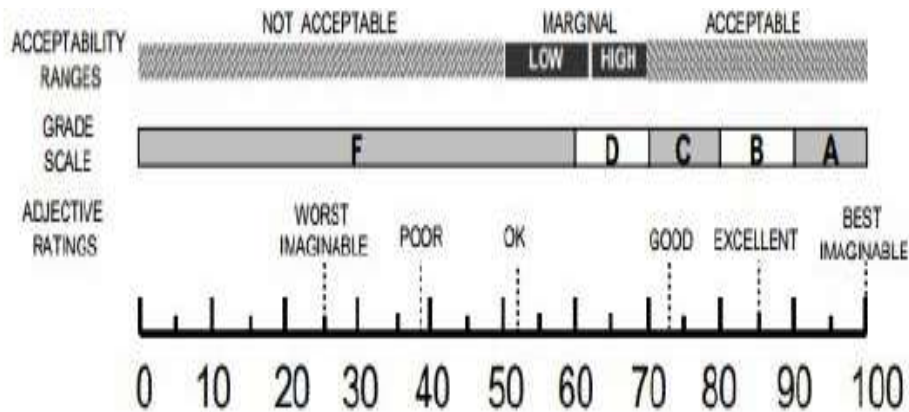 NOT ACCEPTABLE MARGINAL ACCEPTABLE
ACCEPTABILITY
RANGES
LOW HIGH
GRADE
SCALE
F D C B A
ADJECTIVE
RATINGS
WORST
IMAGINABLE
POOR
OK
GOOD
EXCELLENT
BEST
IMAGINABLE
0 10 20 30 40 50 60 70 80 90 100